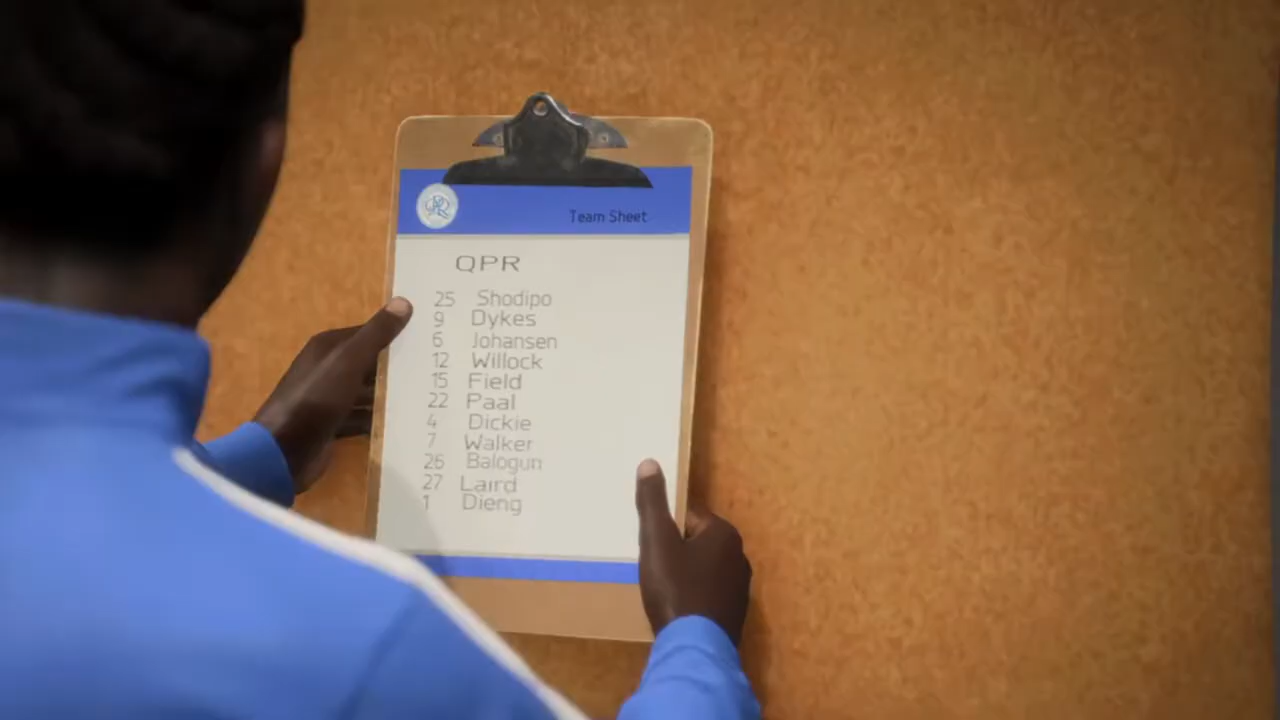 Team Sheet
QPR
25 Shodipo
9 Dykes
6 Johansen
12 Willock
15 Field
22 Paal
4 Dickie
7 Walker
26 Balogun
27 Laird
1 Dieng